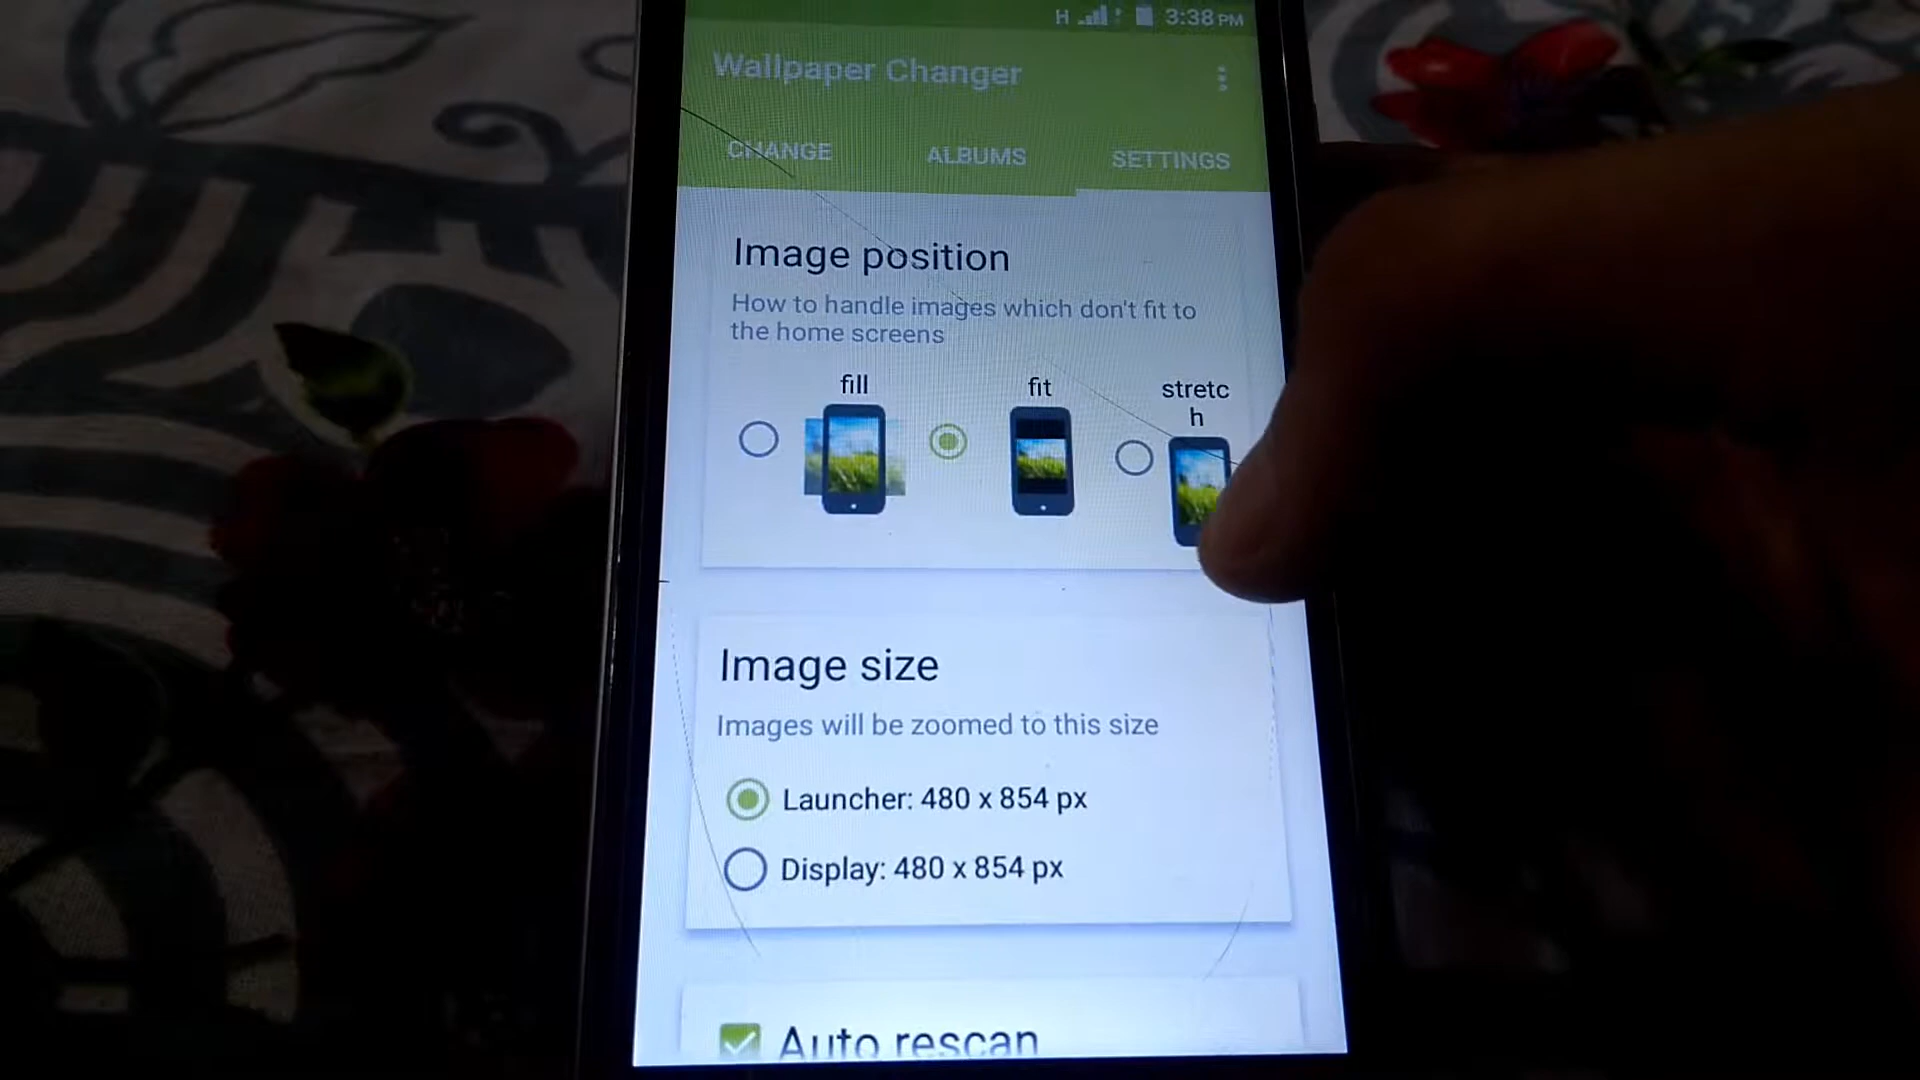 H 3:38 PM
Wallpaper Changer
CHANGE ALBUMS SETTINGS
Image position
How to handle images which don't fit to
the home screens
fill fit stretc
h
Image size
Images will be zoomed to this size
Launcher: 480 x 854 px
Display: 480 x 854 px
Auto rescan